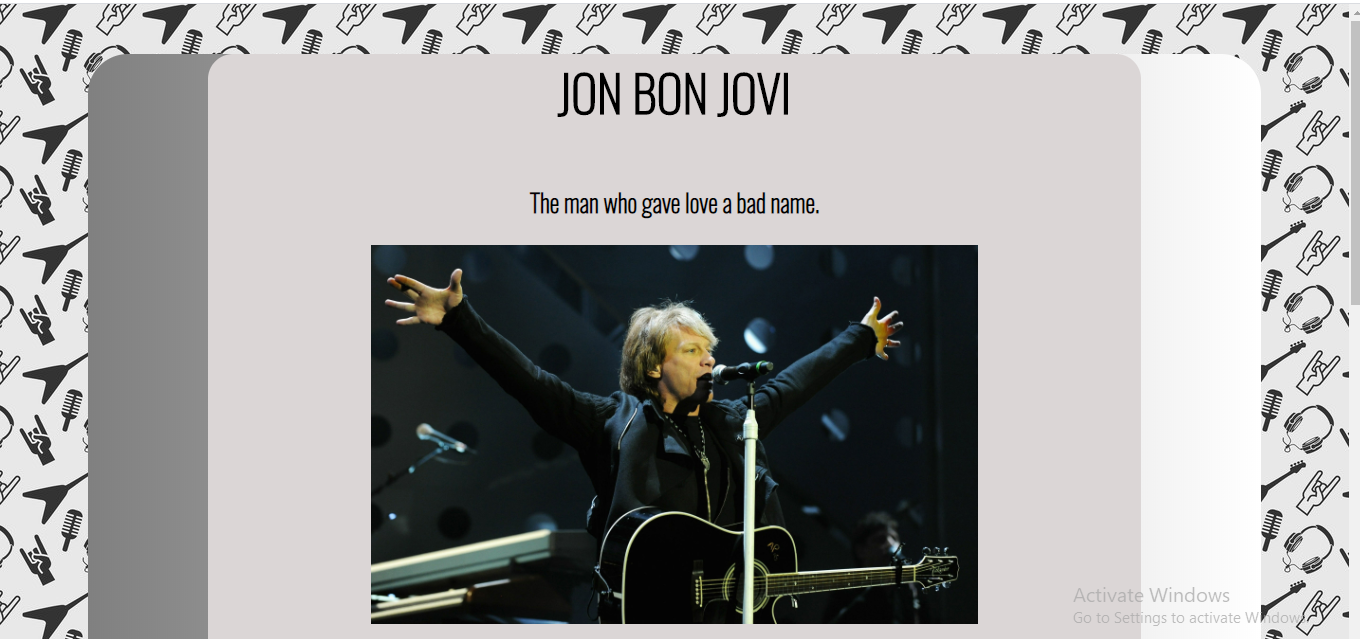 JON BON JOVI
The man who gave love a bad name.
Activate Windows
Go to Settings to activate Windows.